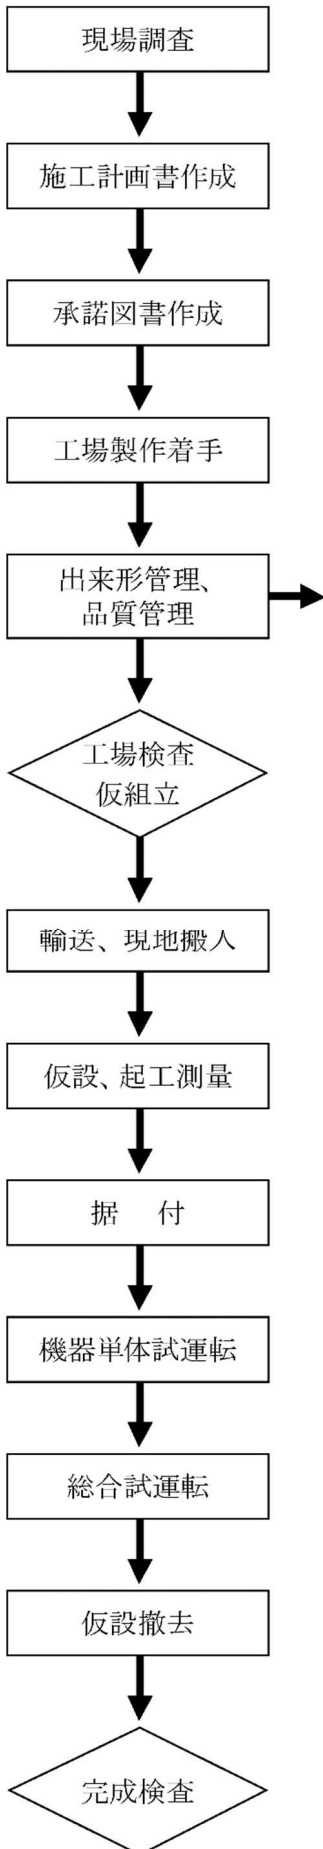 現場調査
施工計画書作成
承諾図書作成
工場製作着手
出来形管理、
品質管理
工場検査
仮組立
輸送、現地搬入
仮設、起工測量
据　付
機器単体試運転
総合試運転
仮設撤去
完成検査